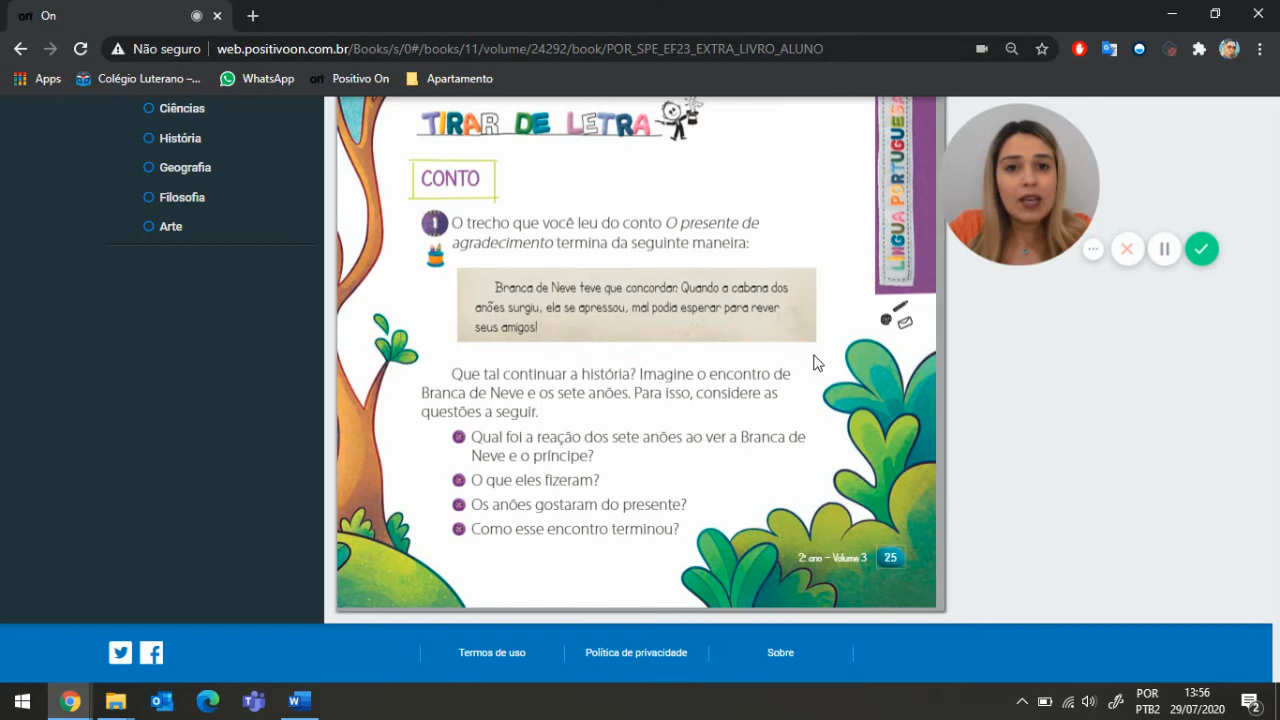 on On
Não seguro web.positivoon.com.br/Books/s/0#/books/11/volume/24292/book/POR_SPE_EF23_EXTRA_LIVRO_ALUNO
Apps Colégio Luterano –... WhatsApp on Positivo On Apartamento
Ciências
História
Geografia
Filosofia
Arte
TIRAR DE LETRA
LÍNGUA PORTUGUESA
CONTO
1 O trecho que você leu do conto O presente de
agradecimento termina da seguinte maneira:
Branca de Neve teve que concordar. Quando a cabana dos
anões surgiu, ela se apressou, mal podia esperar para rever
seus amigos!
Que tal continuar a história? Imagine o encontro de
Branca de Neve e os sete anões. Para isso, considere as
questões a seguir.
Qual foi a reação dos sete anões ao ver a Branca de
Neve e o príncipe?
O que eles fizeram?
Os anões gostaram do presente?
Como esse encontro terminou?
2º ano – Volume 3 25
Termos de uso Política de privacidade Sobre
POR 13:56
PTB2 29/07/2020 2